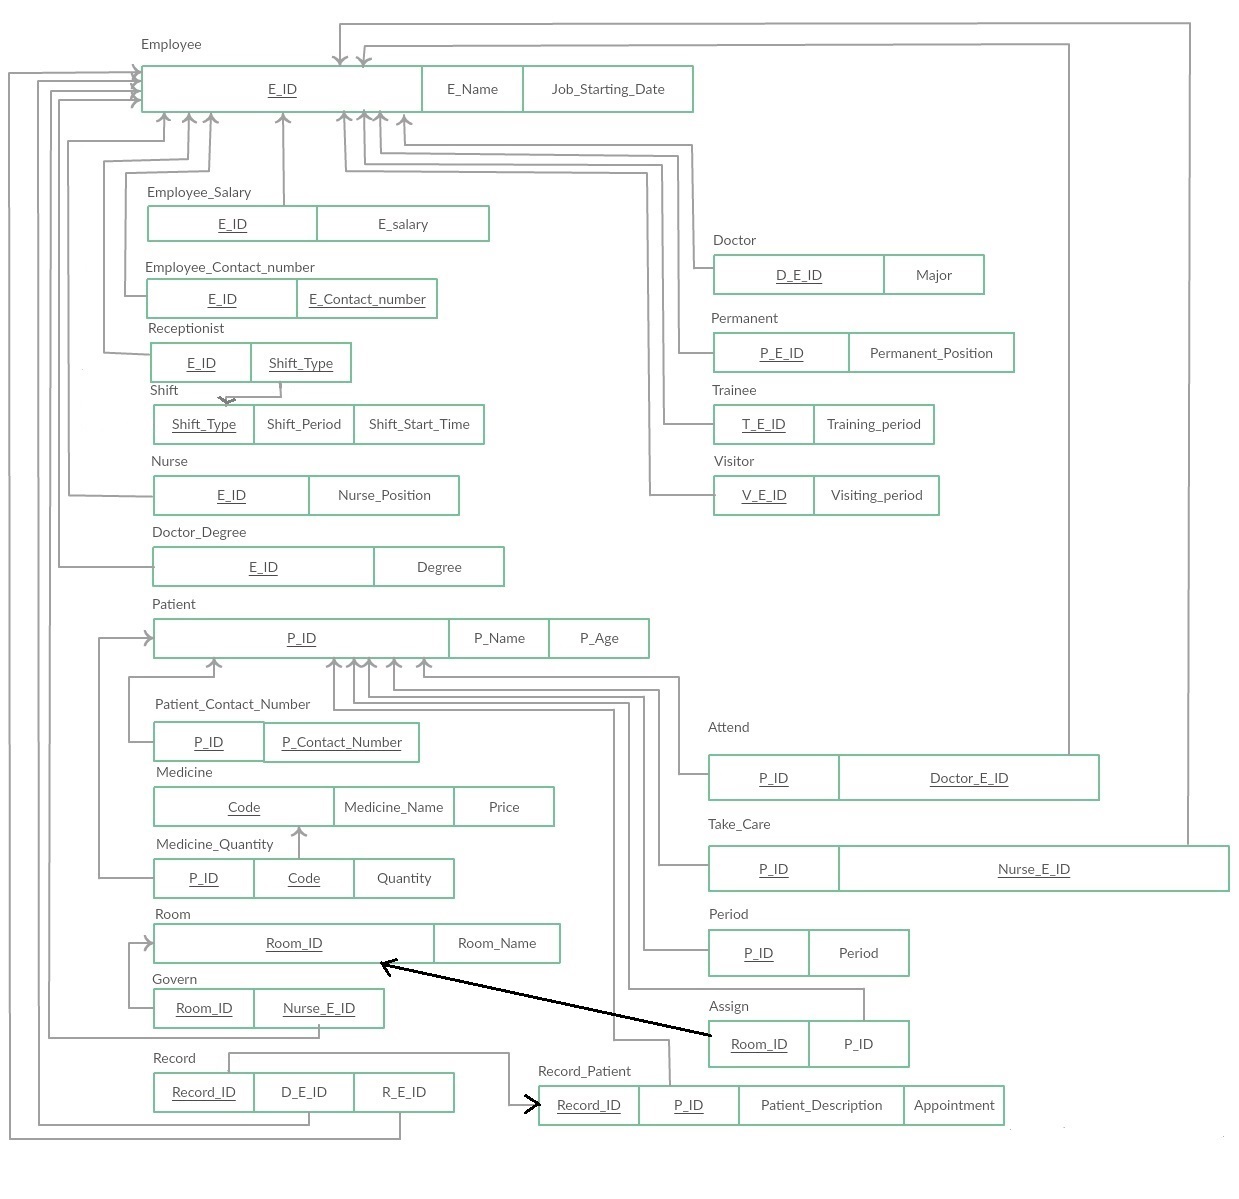 Employee
E_ID E_Name Job_Starting_Date
Employee_Salary
E_ID E_salary
Doctor
D_E_ID Major
Employee_Contact_number
E_ID E_Contact_number
Permanent
P_E_ID Permanent_Position
Receptionist
E_ID Shift_Type
Trainee
T_E_ID Training_period
Shift
Shift_Type Shift_Period Shift_Start_Time
Visitor
V_E_ID Visiting_period
Nurse
E_ID Nurse_Position
Doctor_Degree
E_ID Degree
Patient
P_ID P_Name P_Age
Patient_Contact_Number
P_ID P_Contact_Number
Attend
P_ID Doctor_E_ID
Medicine
Code Medicine_Name Price
Take_Care
P_ID Nurse_E_ID
Medicine_Quantity
P_ID Code Quantity
Period
P_ID Period
Room
Room_ID Room_Name
Govern
Room_ID Nurse_E_ID
Assign
Room_ID P_ID
Record
Record_ID D_E_ID R_E_ID
Record_Patient
Record_ID P_ID Patient_Description Appointment